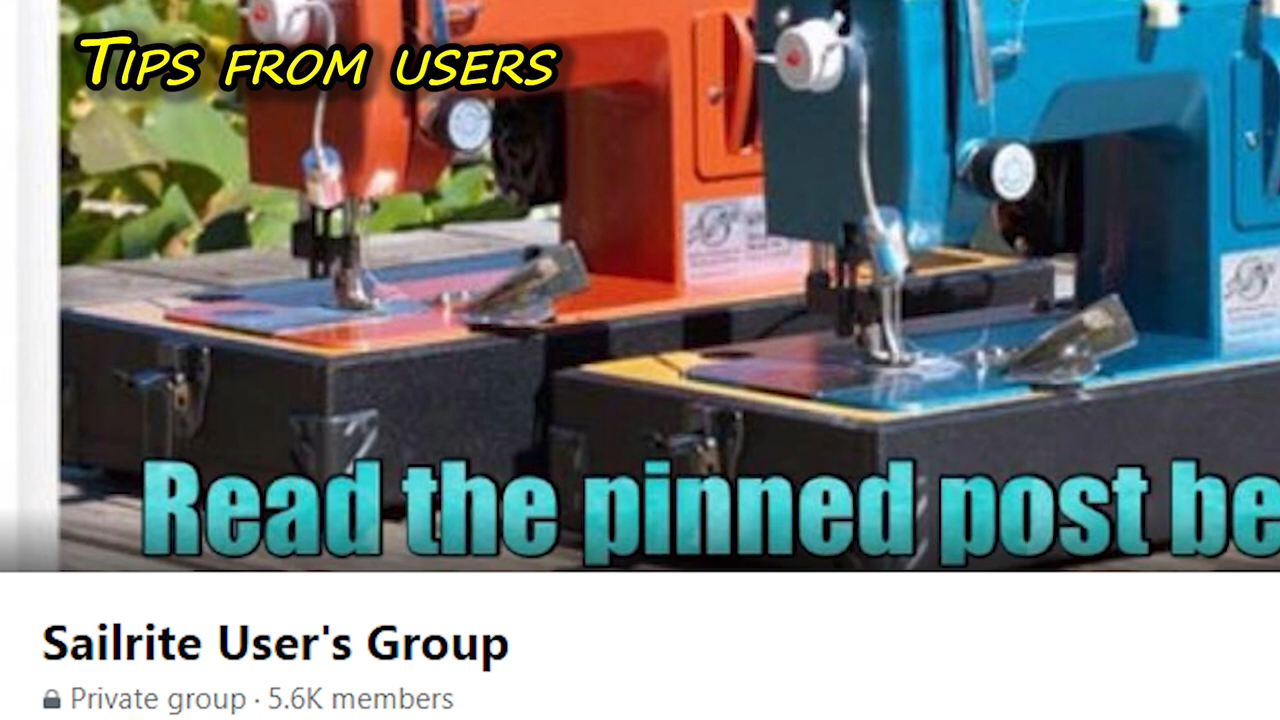 Tips from users
Read the pinned post be
Sailrite User's Group
Private group · 5.6K members